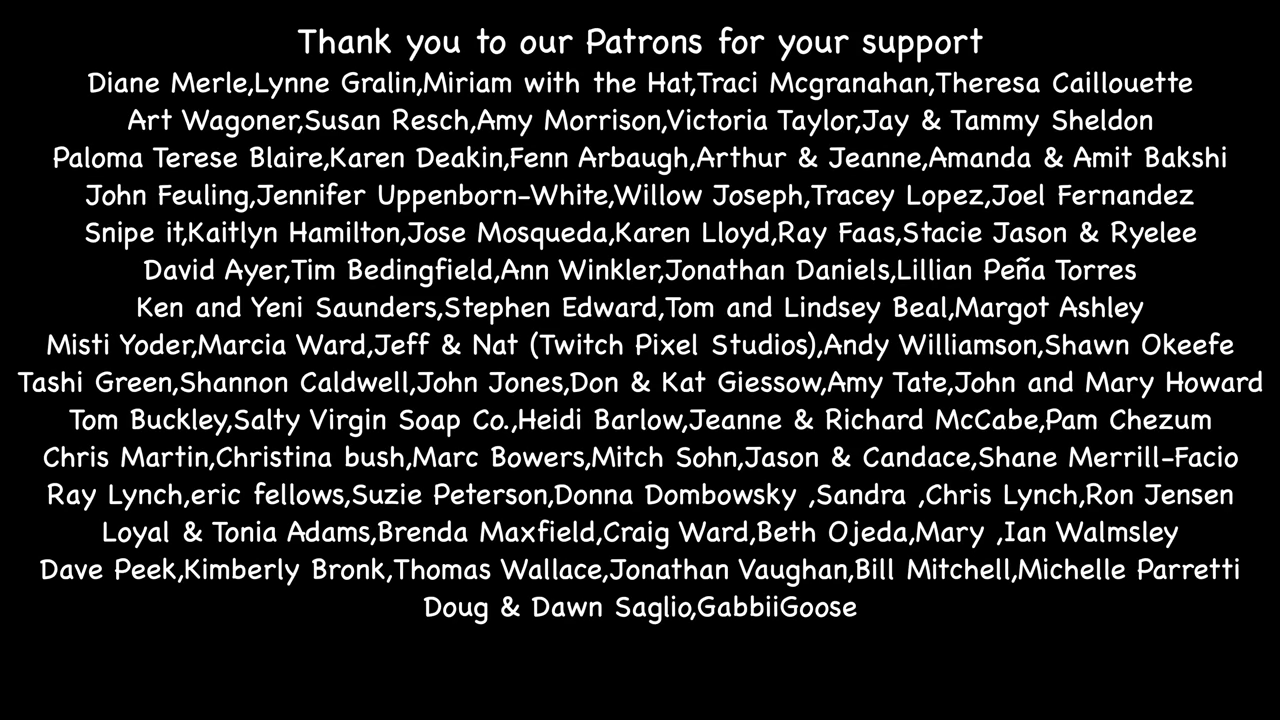 Thank you to our Patrons for your support
Diane Merle,Lynne Gralin,Miriam with the Hat,Traci Mcgranahan,Theresa Caillouette
Art Wagoner,Susan Resch,Amy Morrison,Victoria Taylor,Jay & Tammy Sheldon
Paloma Terese Blaire,Karen Deakin,Fenn Arbaugh,Arthur & Jeanne,Amanda & Amit Bakshi
John Feuling,Jennifer Uppenborn-White,Willow Joseph,Tracey Lopez,Joel Fernandez
Snipe it,Kaitlyn Hamilton,Jose Mosqueda,Karen Lloyd,Ray Faas,Stacie Jason & Ryelee
David Ayer,Tim Bedingfield,Ann Winkler,Jonathan Daniels,Lillian Peña Torres
Ken and Yeni Saunders,Stephen Edward,Tom and Lindsey Beal,Margot Ashley
Misti Yoder,Marcia Ward,Jeff & Nat (Twitch Pixel Studios),Andy Williamson,Shawn Okeefe
Tashi Green,Shannon Caldwell,John Jones,Don & Kat Giessow,Amy Tate,John and Mary Howard
Tom Buckley,Salty Virgin Soap Co.,Heidi Barlow,Jeanne & Richard McCabe,Pam Chezum
Chris Martin,Christina bush,Marc Bowers,Mitch Sohn,Jason & Candace,Shane Merrill-Facio
Ray Lynch,eric fellows,Suzie Peterson,Donna Dombowsky ,Sandra ,Chris Lynch,Ron Jensen
Loyal & Tonia Adams,Brenda Maxfield,Craig Ward,Beth Ojeda,Mary ,Ian Walmsley
Dave Peek,Kimberly Bronk,Thomas Wallace,Jonathan Vaughan,Bill Mitchell,Michelle Parretti
Doug & Dawn Saglio,GabbiiGoose